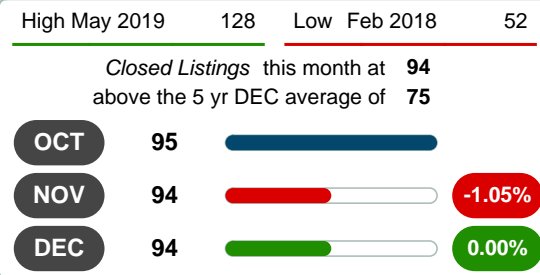 High May 2019 128 Low Feb 2018 52
Closed Listings this month at 94
above the 5 yr DEC average of 75
OCT 95
NOV 94 -1.05%
DEC 94 0.00%